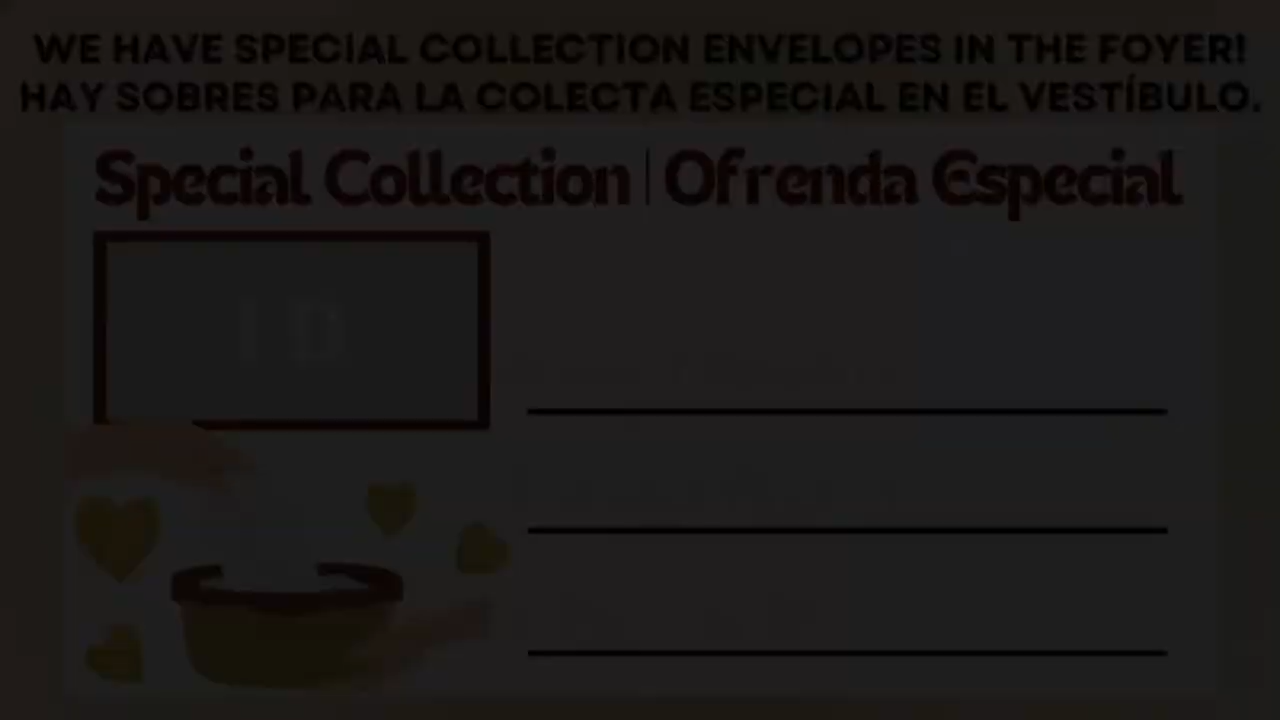 WE HAVE SPECIAL COLLECTION ENVELOPES IN THE FOYER!
HAY SOBRES PARA LA COLECTA ESPECIAL EN EL VESTÍBULO.
Special Collection | Ofrenda Especial
ID